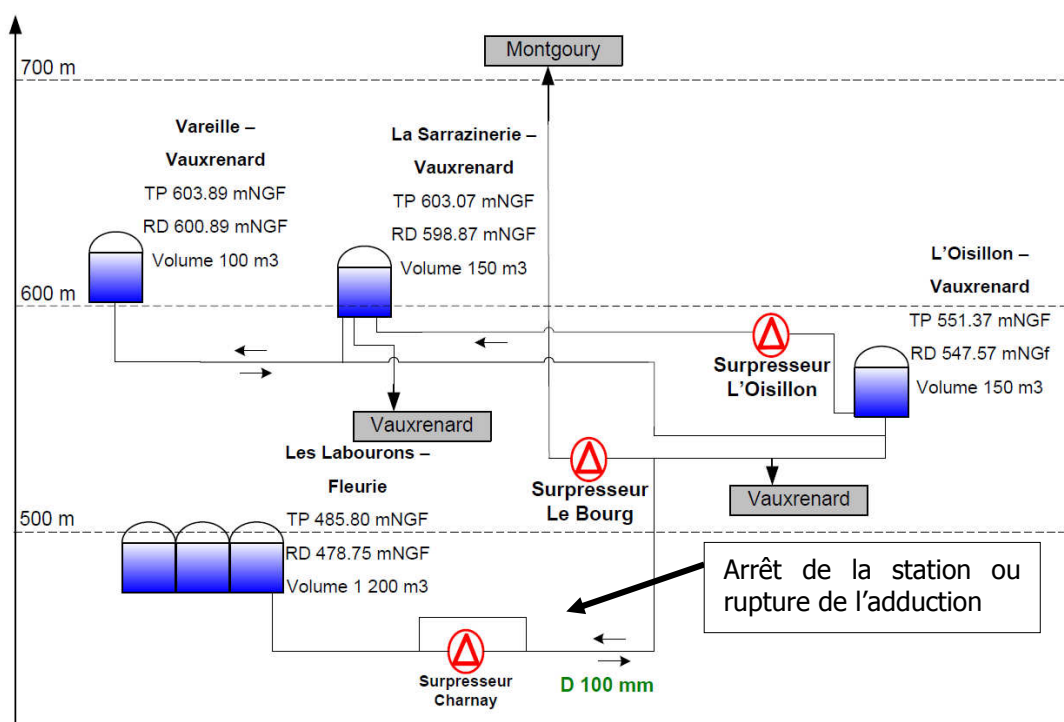 Montgoury
700 m
Vareille –
Vauxrenard
TP 603.89 mNGF
RD 600.89 mNGF
Volume 100 m3
La Sarrazinerie –
Vauxrenard
TP 603.07 mNGF
RD 598.87 mNGF
Volume 150 m3
L'Oisillon –
Vauxrenard
TP 551.37 mNGF
RD 547.57 mNGf
Volume 150 m3
600 m
Surpresseur
L'Oisillon
Vauxrenard
Les Labourons –
Fleurie
TP 485.80 mNGF
RD 478.75 mNGF
Volume 1 200 m3
Surpresseur
Le Bourg
Vauxrenard
500 m
Arrêt de la station ou
rupture de l'adduction
Surpresseur
Charnay
D 100 mm